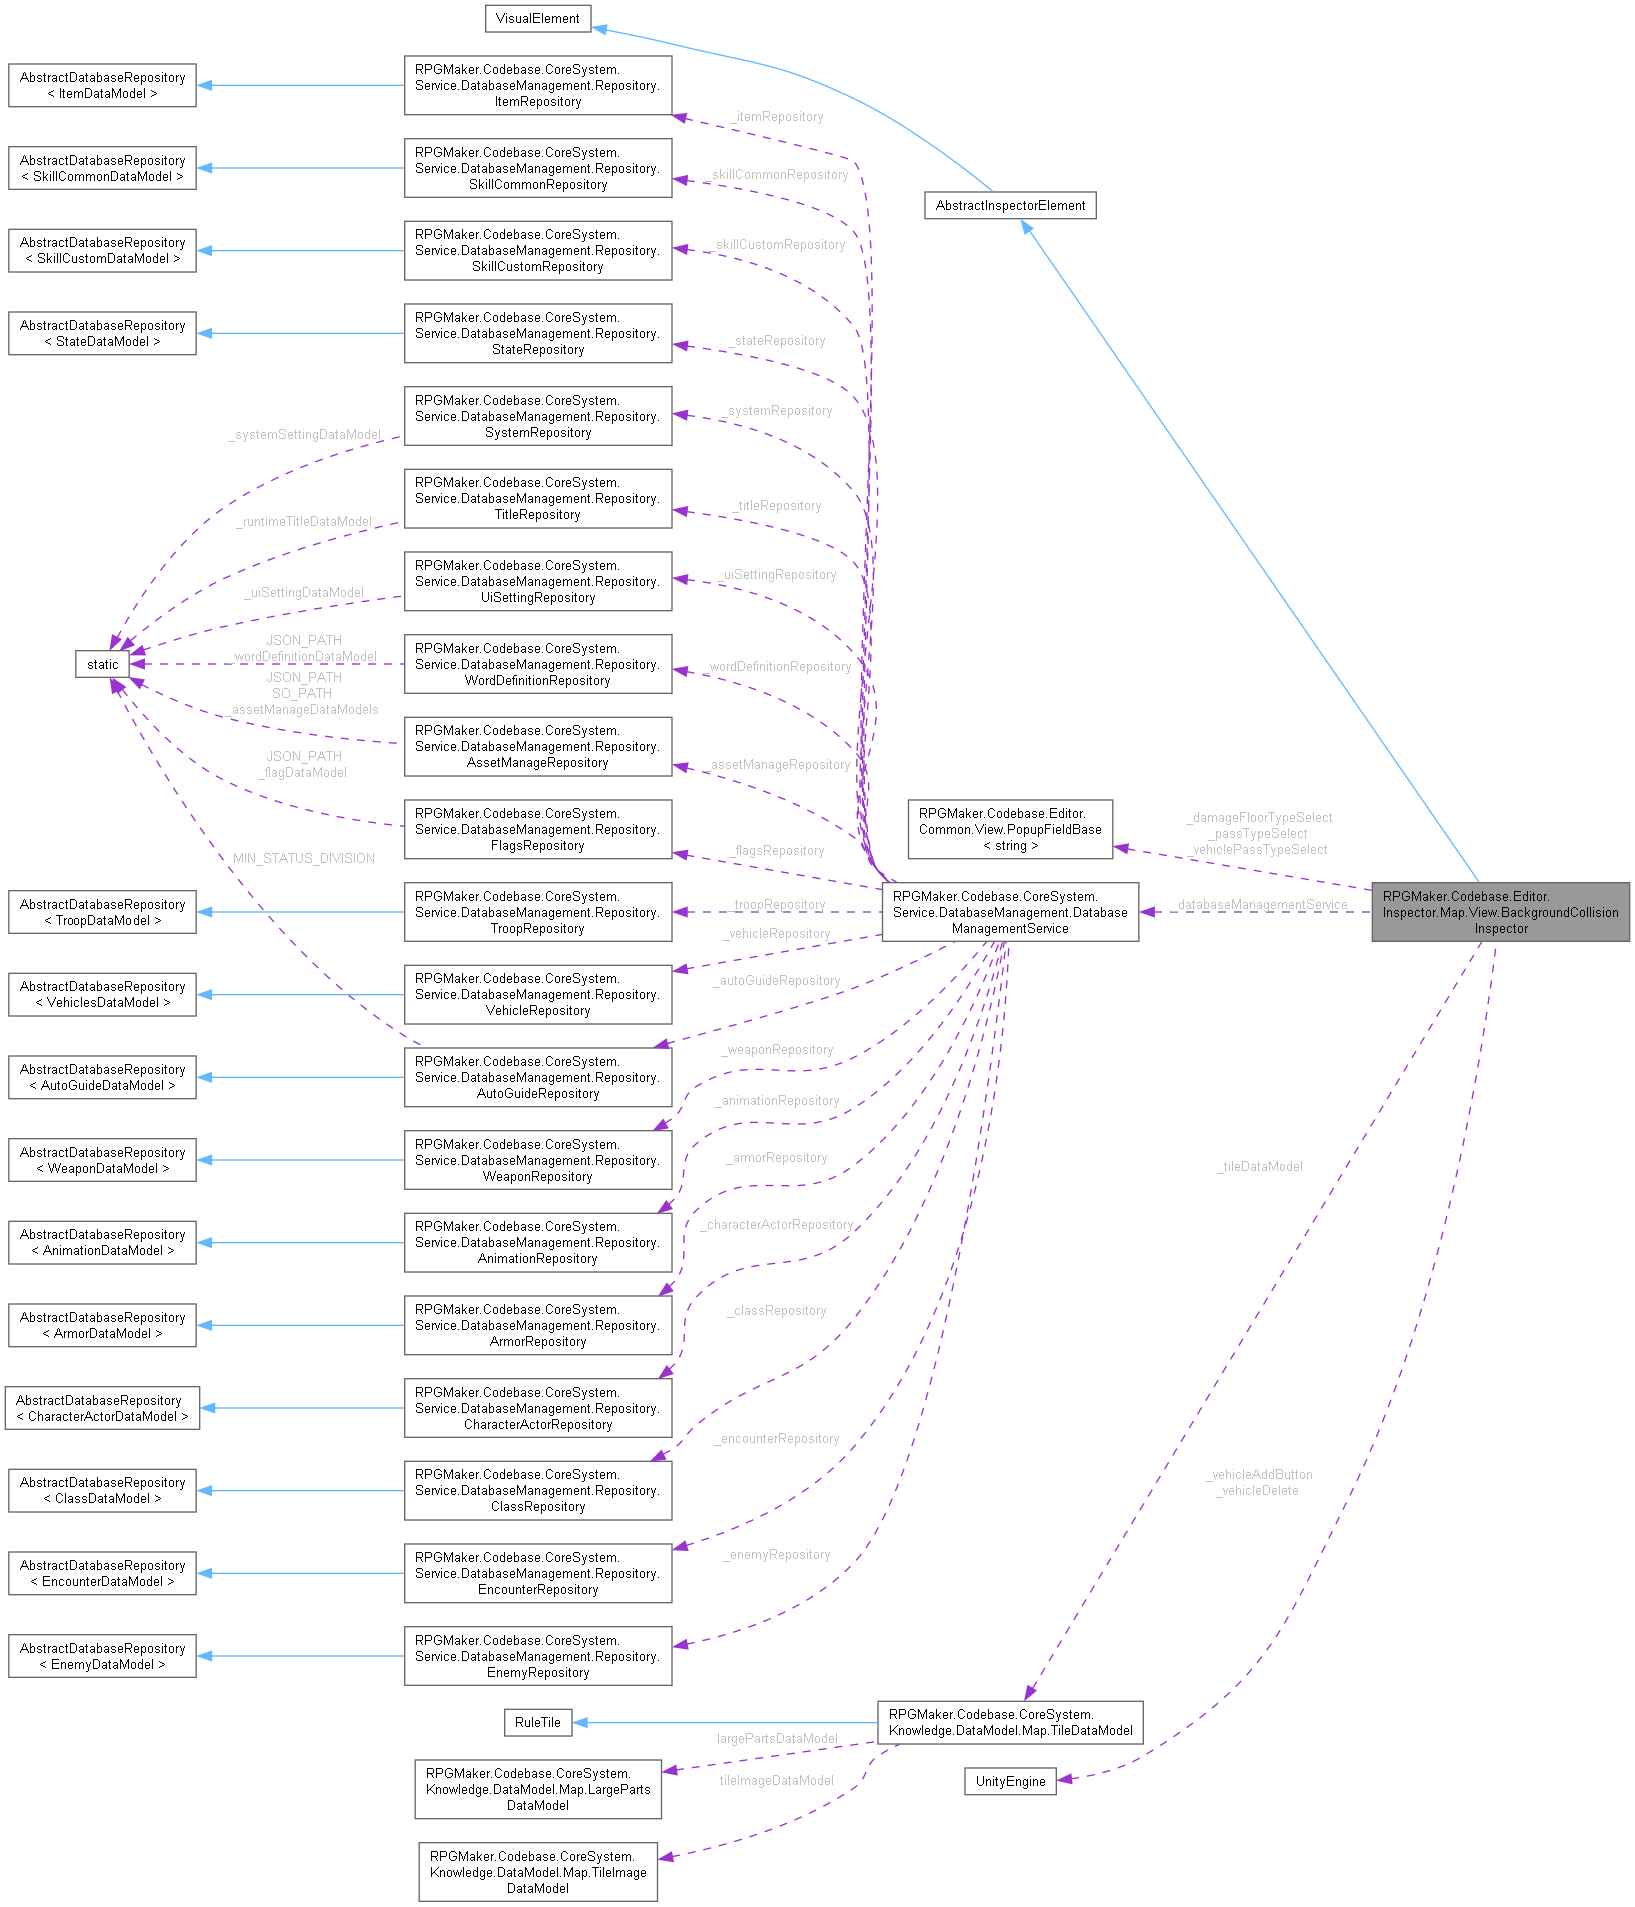 VisualElement
AbstractDatabaseRepository
< ItemDataModel >
RPGMaker.Codebase.CoreSystem.
Service.DatabaseManagement.Repository.
ItemRepository
_itemRepository
AbstractDatabaseRepository
< SkillCommonDataModel >
RPGMaker.Codebase.CoreSystem.
Service.DatabaseManagement.Repository.
SkillCommonRepository
_skillCommonRepository
AbstractInspectorElement
AbstractDatabaseRepository
< SkillCustomDataModel >
RPGMaker.Codebase.CoreSystem.
Service.DatabaseManagement.Repository.
SkillCustomRepository
_skillCustomRepository
AbstractDatabaseRepository
< StateDataModel >
RPGMaker.Codebase.CoreSystem.
Service.DatabaseManagement.Repository.
StateRepository
_stateRepository
_systemSettingDataModel
RPGMaker.Codebase.CoreSystem.
Service.DatabaseManagement.Repository.
SystemRepository
_systemRepository
_runtimeTitleDataModel
RPGMaker.Codebase.CoreSystem.
Service.DatabaseManagement.Repository.
TitleRepository
_titleRepository
_uiSettingDataModel
RPGMaker.Codebase.CoreSystem.
Service.DatabaseManagement.Repository.
UiSettingRepository
_uiSettingRepository
static
JSON_PATH
_wordDefinitionDataModel
RPGMaker.Codebase.CoreSystem.
Service.DatabaseManagement.Repository.
WordDefinitionRepository
_wordDefinitionRepository
JSON_PATH
SO_PATH
_assetManageDataModels
RPGMaker.Codebase.CoreSystem.
Service.DatabaseManagement.Repository.
AssetManageRepository
_assetManageRepository
JSON_PATH
_flagDataModel
RPGMaker.Codebase.CoreSystem.
Service.DatabaseManagement.Repository.
FlagsRepository
_flagsRepository
RPGMaker.Codebase.Editor.
Common.View.PopupFieldBase
< string >
_damageFloorTypeSelect
_passTypeSelect
_vehiclePassTypeSelect
MIN_STATUS_DIVISION
AbstractDatabaseRepository
< TroopDataModel >
RPGMaker.Codebase.CoreSystem.
Service.DatabaseManagement.Repository.
TroopRepository
_troopRepository
RPGMaker.Codebase.CoreSystem.
Service.DatabaseManagement.Database
ManagementService
databaseManagementService
RPGMaker.Codebase.Editor.
Inspector.Map.View.BackgroundCollision
Inspector
AbstractDatabaseRepository
< VehiclesDataModel >
RPGMaker.Codebase.CoreSystem.
Service.DatabaseManagement.Repository.
VehicleRepository
_vehicleRepository
AbstractDatabaseRepository
< AutoGuideDataModel >
RPGMaker.Codebase.CoreSystem.
Service.DatabaseManagement.Repository.
AutoGuideRepository
_autoGuideRepository
AbstractDatabaseRepository
< WeaponDataModel >
RPGMaker.Codebase.CoreSystem.
Service.DatabaseManagement.Repository.
WeaponRepository
_weaponRepository
AbstractDatabaseRepository
< AnimationDataModel >
RPGMaker.Codebase.CoreSystem.
Service.DatabaseManagement.Repository.
AnimationRepository
_animationRepository
_tileDataModel
AbstractDatabaseRepository
< ArmorDataModel >
RPGMaker.Codebase.CoreSystem.
Service.DatabaseManagement.Repository.
ArmorRepository
_armorRepository
AbstractDatabaseRepository
< CharacterActorDataModel >
RPGMaker.Codebase.CoreSystem.
Service.DatabaseManagement.Repository.
CharacterActorRepository
_characterActorRepository
AbstractDatabaseRepository
< ClassDataModel >
RPGMaker.Codebase.CoreSystem.
Service.DatabaseManagement.Repository.
ClassRepository
_classRepository
_vehicleAddButton
_vehicleDelete
AbstractDatabaseRepository
< EncounterDataModel >
RPGMaker.Codebase.CoreSystem.
Service.DatabaseManagement.Repository.
EncounterRepository
_encounterRepository
AbstractDatabaseRepository
< EnemyDataModel >
RPGMaker.Codebase.CoreSystem.
Service.DatabaseManagement.Repository.
EnemyRepository
_enemyRepository
RuleTile
RPGMaker.Codebase.CoreSystem.
Knowledge.DataModel.Map.TileDataModel
largePartsDataModel
RPGMaker.Codebase.CoreSystem.
Knowledge.DataModel.Map.LargeParts
DataModel
tileImageDataModel
UnityEngine
RPGMaker.Codebase.CoreSystem.
Knowledge.DataModel.Map.TileImage
DataModel